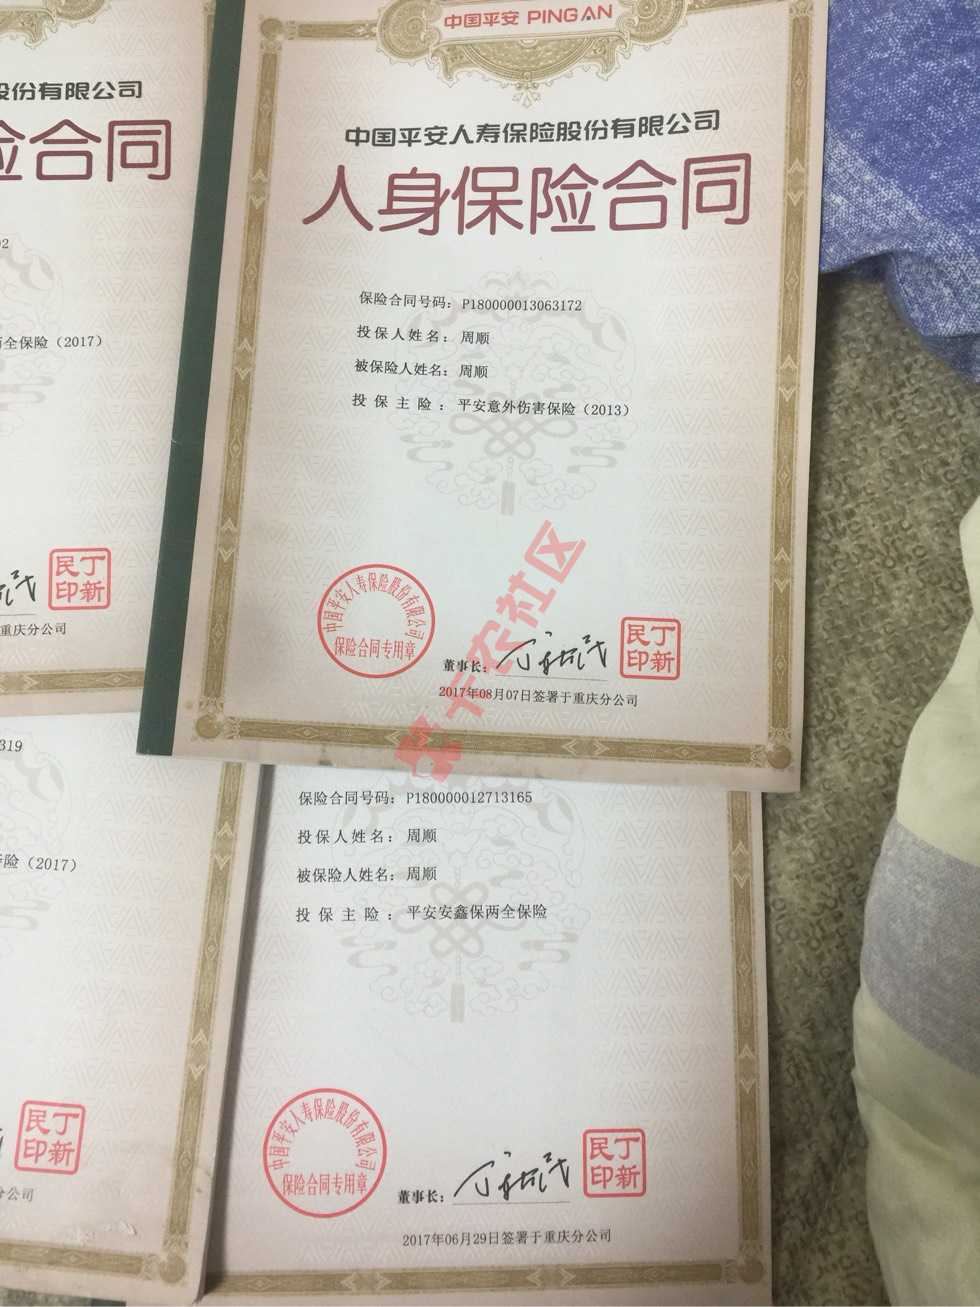 中国平安 PING AN
中国平安人寿保险股份有限公司
人身保险合同
保险合同号码：P180000013063172
投保人姓名：周顺
被保险人姓名：周顺
投保主险：平安意外伤害保险（2013）
中国平安人寿保险股份有限公司
保险合同专用章
董事长：
丁新民印
2017年08月07日签署于重庆分公司
卡农社区
股份有限公司
险合同
02
两全保险（2017）
丁新民印
重庆分公司
319
险（2017）
丁新民印
分公司
保险合同号码：P180000012713165
投保人姓名：周顺
被保险人姓名：周顺
投保主险：平安安鑫保两全保险
中国平安人寿保险股份有限公司
保险合同专用章
董事长：
丁新民印
2017年06月29日签署于重庆分公司